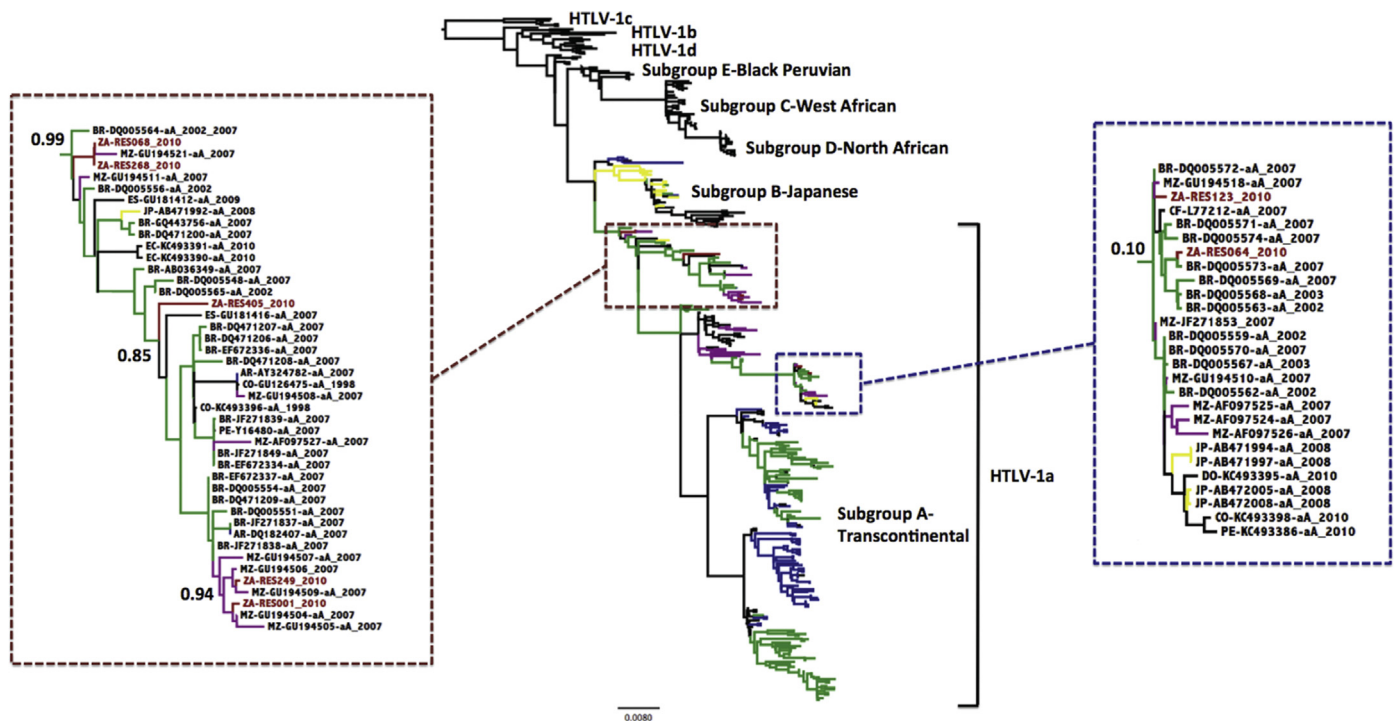 HTLV-1c
HTLV-1b
HTLV-1d
Subgroup E-Black Peruvian
Subgroup C-West African
Subgroup D-North African
Subgroup B-Japanese
0.99
BR-DQ005564-aA_2002_2007
ZA-RES068_2010
MZ-GU194521-aA_2007
ZA-RES268_2010
MZ-GU194511-aA_2007
BR-DQ005556-aA_2002
ES-GU181412-aA_2009
JP-AB471992-aA_2008
BR-GQ443756-aA_2007
BR-DQ471200-aA_2007
EC-KC493391-aA_2010
EC-KC493390-aA_2010
BR-AB036349-aA_2007
BR-DQ005548-aA_2007
BR-DQ005565-aA_2002
ZA-RES405_2010
ES-GU181416-aA_2007
0.85
BR-DQ471207-aA_2007
BR-DQ471206-aA_2007
BR-EF672336-aA_2007
BR-DQ471208-aA_2007
AR-AY324782-aA_2007
CO-GU126475-aA_1998
MZ-GU194508-aA_2007
CO-KC493396-aA_1998
BR-JF271839-aA_2007
PE-Y16480-aA_2007
MZ-AF097527-aA_2007
BR-JF271849-aA_2007
BR-EF672334-aA_2007
BR-EF672337-aA_2007
BR-DQ005554-aA_2007
BR-DQ471209-aA_2007
BR-DQ005551-aA_2007
BR-JF271837-aA_2007
AR-DQ182407-aA_2007
BR-JF271838-aA_2007
MZ-GU194507-aA_2007
MZ-GU194506_2007
ZA-RES249_2010
0.94
MZ-GU194509-aA_2007
ZA-RES001_2010
MZ-GU194504-aA_2007
MZ-GU194505-aA_2007
BR-DQ005572-aA_2007
MZ-GU194518-aA_2007
ZA-RES123_2010
CF-L77212-aA_2007
BR-DQ005571-aA_2007
BR-DQ005574-aA_2007
0.10
ZA-RES064_2010
BR-DQ005573-aA_2007
BR-DQ005569-aA_2007
BR-DQ005568-aA_2003
BR-DQ005563-aA_2002
MZ-JF271853_2007
BR-DQ005559-aA_2002
BR-DQ005570-aA_2007
BR-DQ005567-aA_2003
MZ-GU194510-aA_2007
BR-DQ005562-aA_2002
MZ-AF097525-aA_2007
MZ-AF097524-aA_2007
MZ-AF097526-aA_2007
JP-AB471994-aA_2008
JP-AB471997-aA_2008
DO-KC493395-aA_2010
JP-AB472005-aA_2008
JP-AB472008-aA_2008
CO-KC493398-aA_2010
PE-KC493386-aA_2010
HTLV-1a
Subgroup A-
Transcontinental
0.0080